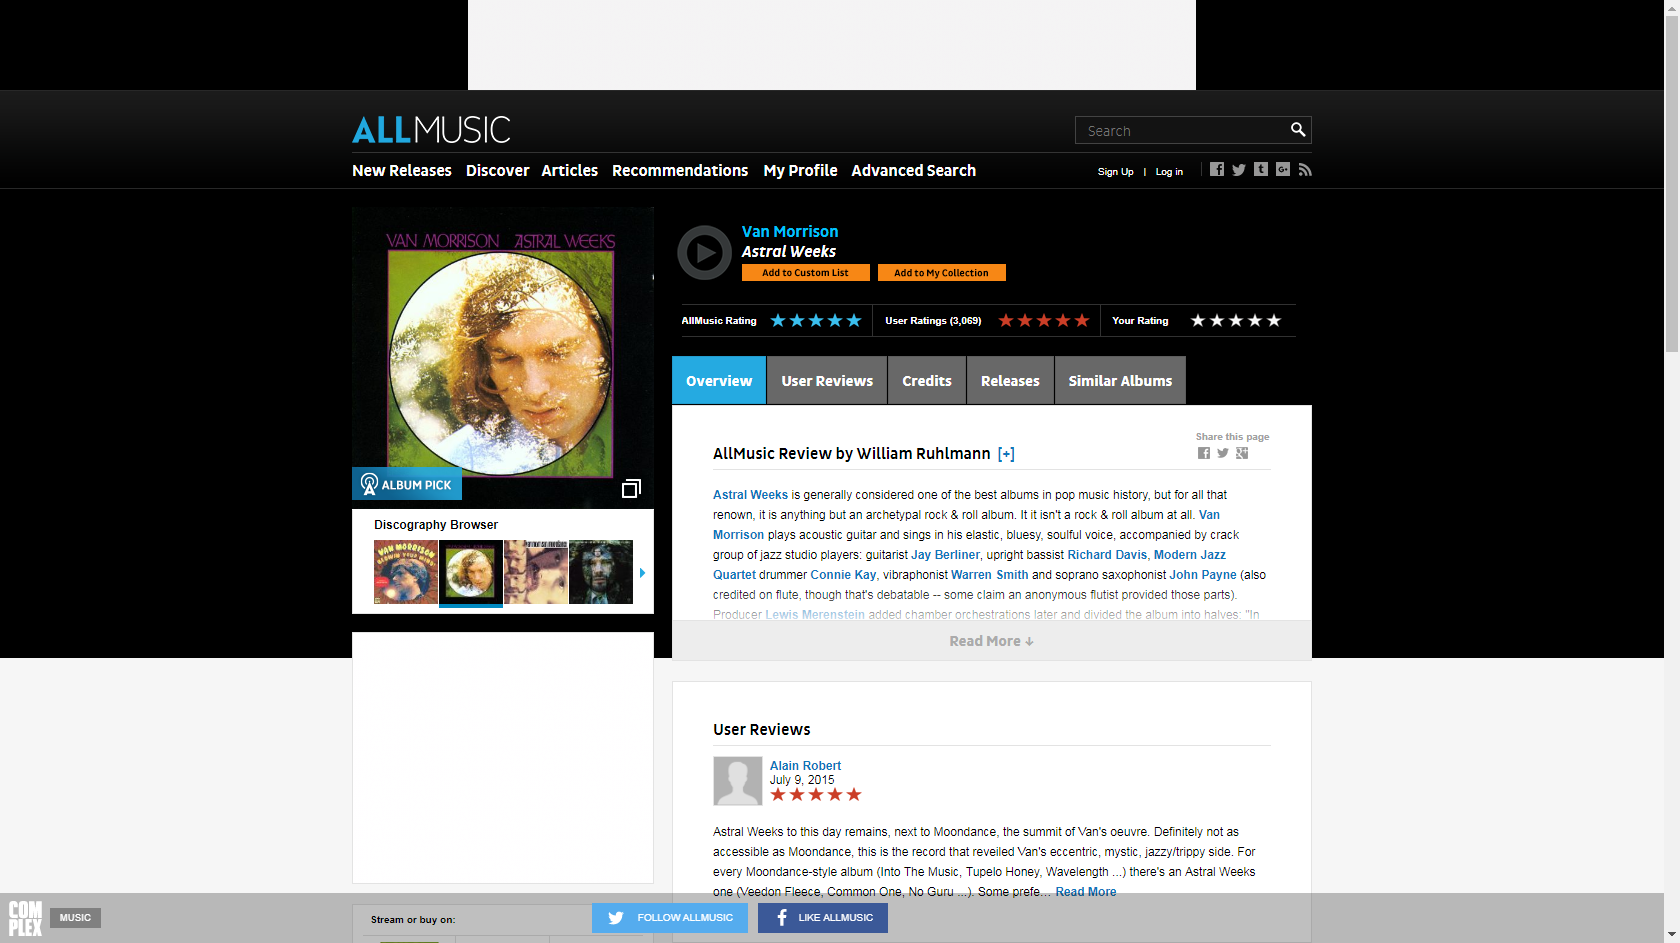 ALLMUSIC
Search
New Releases Discover Articles Recommendations My Profile Advanced Search
Sign Up | Log in
VAN MORRISON ASTRAL WEEKS
ALBUM PICK
Van Morrison
Astral Weeks
Add to Custom List Add to My Collection
AllMusic Rating User Ratings (3,069) Your Rating
Overview User Reviews Credits Releases Similar Albums
Share this page
AllMusic Review by William Ruhlmann [+]
Astral Weeks is generally considered one of the best albums in pop music history, but for all that
renown, it is anything but an archetypal rock & roll album. It it isn't a rock & roll album at all. Van
Morrison plays acoustic guitar and sings in his elastic, bluesy, soulful voice, accompanied by crack
group of jazz studio players: guitarist Jay Berliner, upright bassist Richard Davis, Modern Jazz
Quartet drummer Connie Kay, vibraphonist Warren Smith and soprano saxophonist John Payne (also
credited on flute, though that's debatable -- some claim an anonymous flutist provided those parts).
Producer Lewis Merenstein added chamber orchestrations later and divided the album into halves: "In
Read More ↓
Discography Browser
VAN MORRISON
User Reviews
Alain Robert
July 9, 2015
Astral Weeks to this day remains, next to Moondance, the summit of Van's oeuvre. Definitely not as
accessible as Moondance, this is the record that reveiled Van's eccentric, mystic, jazzy/trippy side. For
every Moondance-style album (Into The Music, Tupelo Honey, Wavelength ...) there's an Astral Weeks
one (Veedon Fleece, Common One, No Guru ...). Some prefe... Read More
COMPLEX
MUSIC
Stream or buy on:
FOLLOW ALLMUSIC
LIKE ALLMUSIC